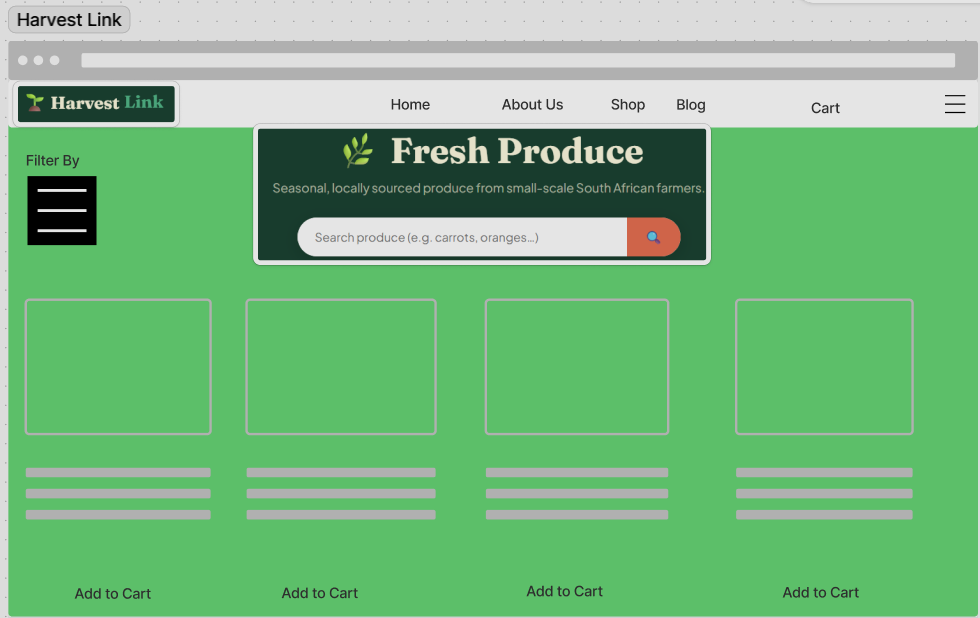 Harvest Link
Harvest Link
Home About Us Shop Blog Cart
Filter By
Fresh Produce
Seasonal, locally sourced produce from small-scale South African farmers.
Search produce (e.g. carrots, oranges...)
Add to Cart Add to Cart Add to Cart Add to Cart